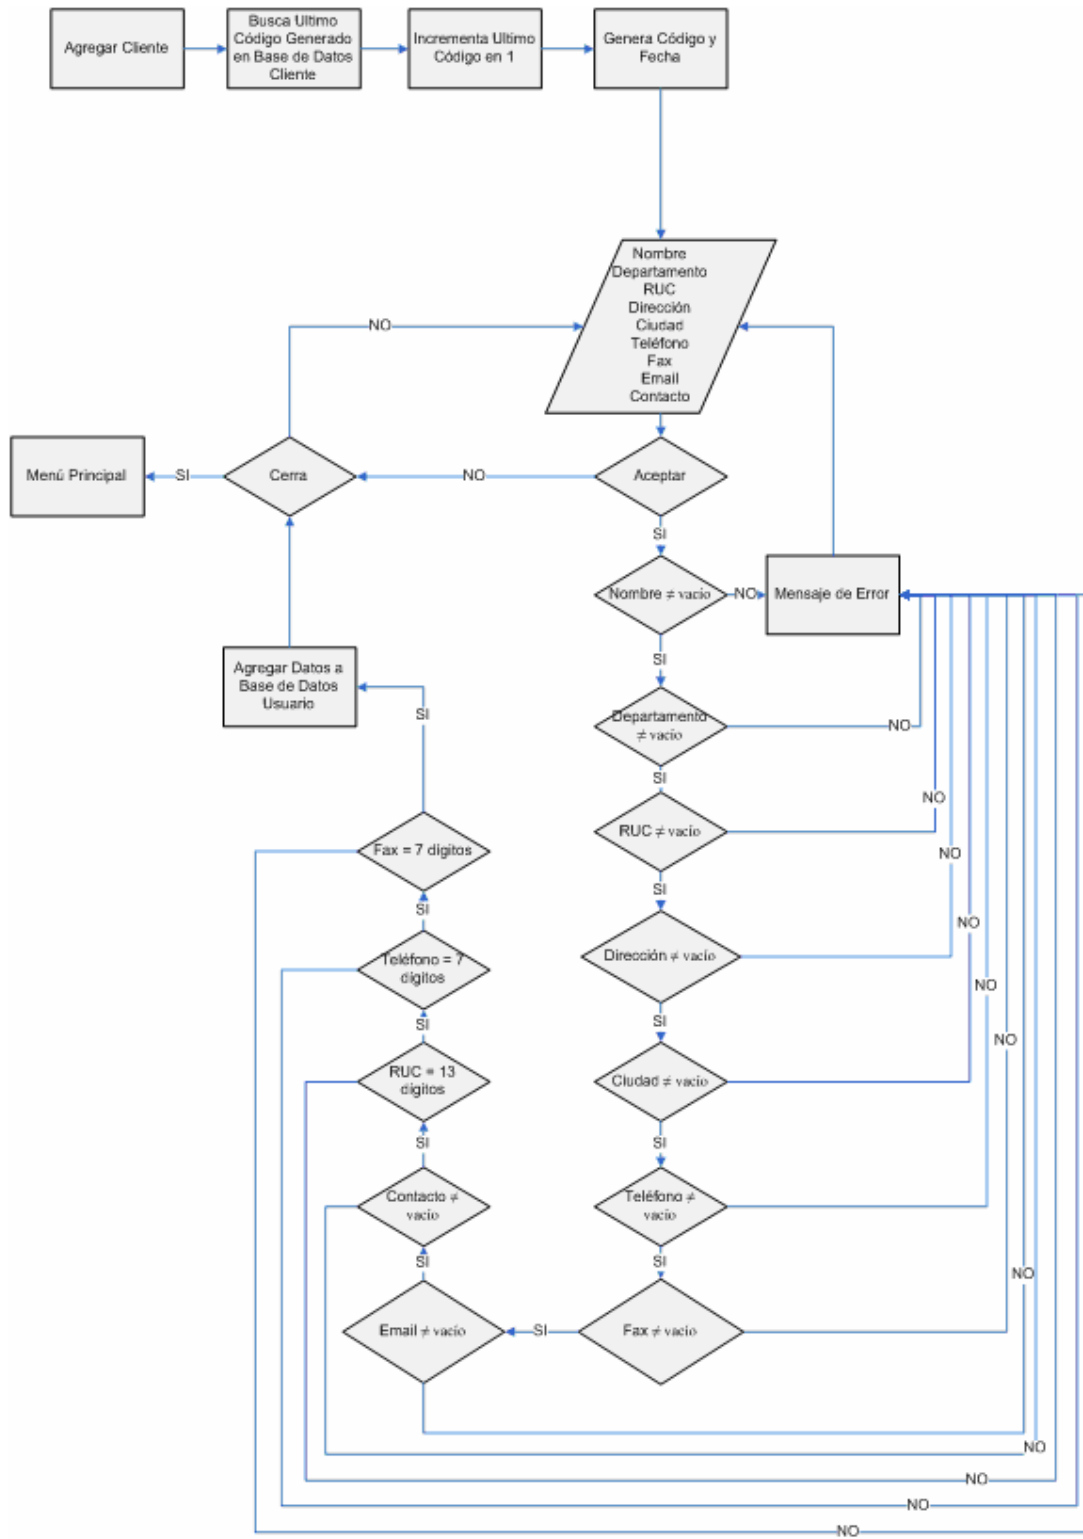 Agregar Cliente
Busca Ultimo
Código Generado
en Base de Datos
Cliente
Incrementa Ultimo
Código en 1
Genera Código y
Fecha
Nombre
Departamento
RUC
Dirección
Ciudad
Teléfono
Fax
Email
Contacto
NO
Menú Principal
SI
Cerra
NO
Aceptar
SI
Nombre ≠ vacío
NO
Mensaje de Error
SI
Agregar Datos a
Base de Datos
Usuario
SI
Departamento
≠ vacío
NO
SI
NO
RUC ≠ vacío
NO
Fax = 7 dígitos
SI
SI
NO
Teléfono = 7
dígitos
Dirección ≠ vacío
NO
SI
SI
NO
RUC = 13
dígitos
Ciudad ≠ vacío
SI
SI
Contacto ≠
vacío
Teléfono ≠
vacío
SI
SI
NO
Email ≠ vacío
SI
Fax ≠ vacío
NO
NO
NO
NO